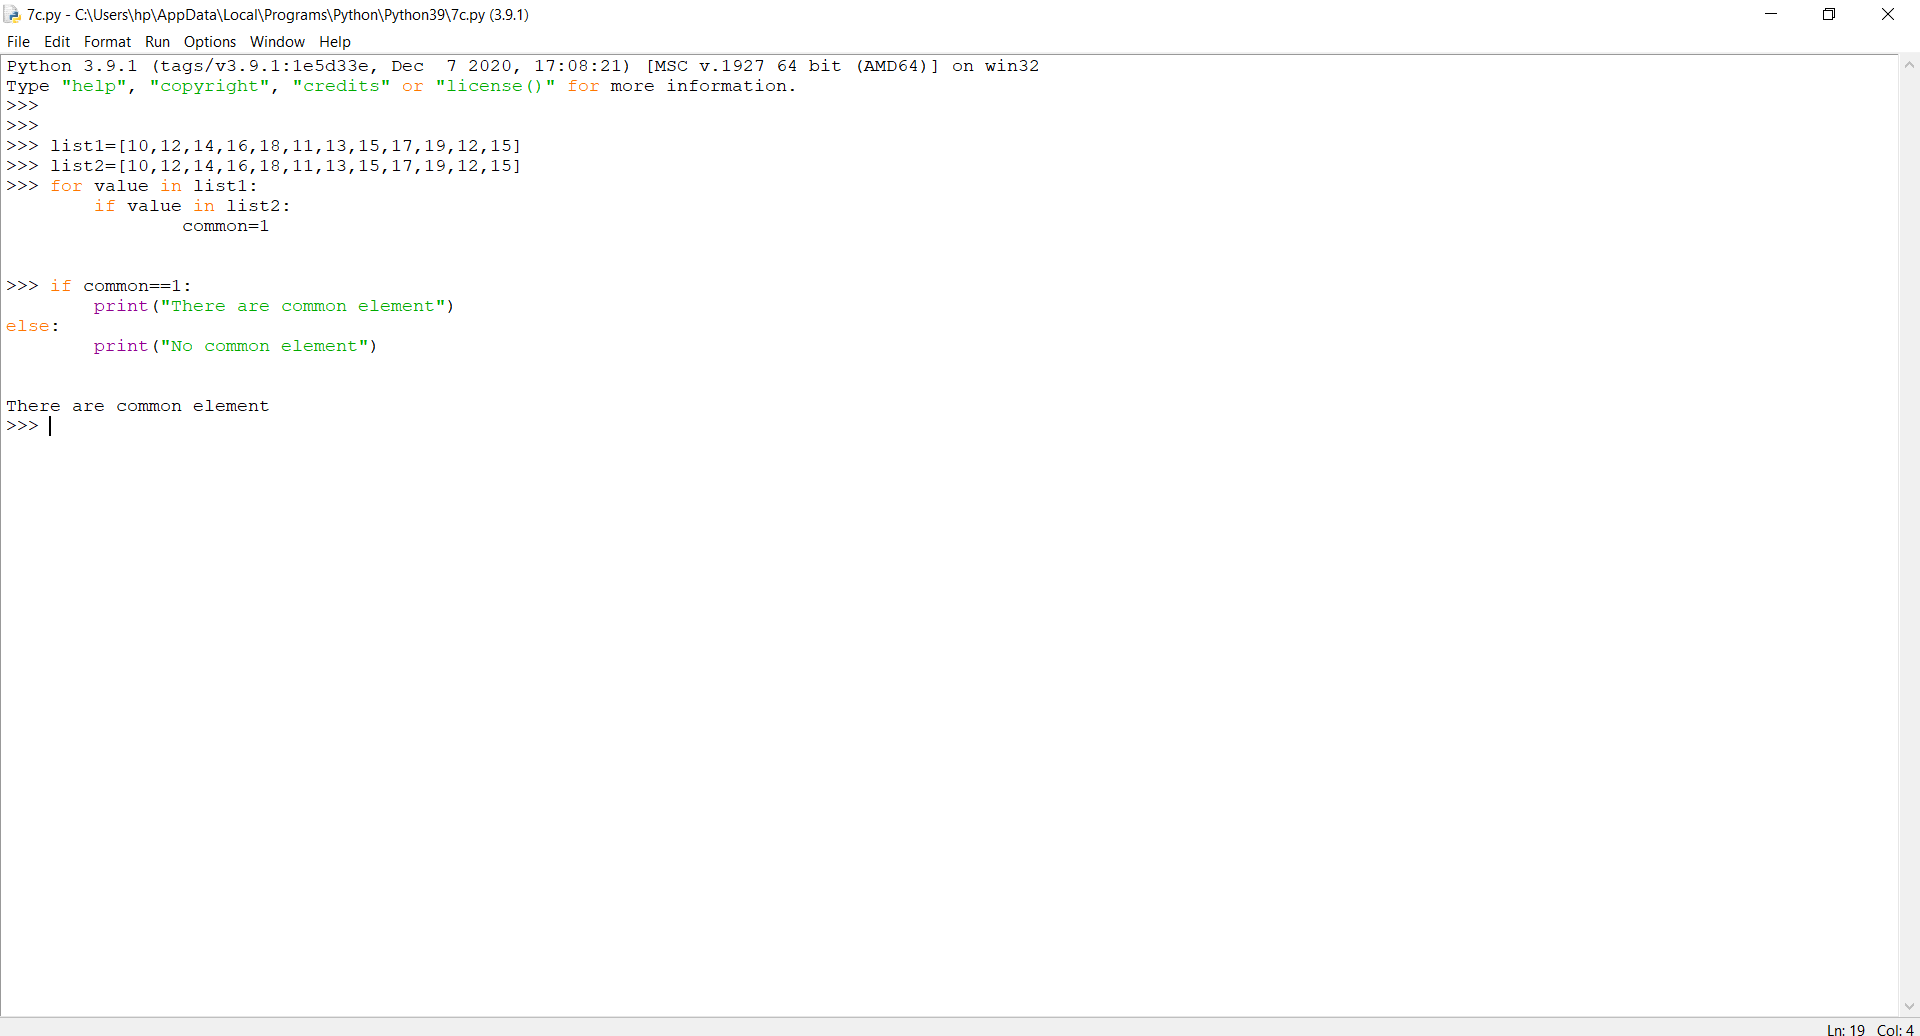 7c.py - C:\Users\hp\AppData\Local\Programs\Python\Python39\7c.py (3.9.1)
File Edit Format Run Options Window Help
Python 3.9.1 (tags/v3.9.1:1e5d33e, Dec  7 2020, 17:08:21) [MSC v.1927 64 bit (AMD64)] on win32
Type "help", "copyright", "credits" or "license()" for more information.
>>>
>>>
>>> list1=[10,12,14,16,18,11,13,15,17,19,12,15]
>>> list2=[10,12,14,16,18,11,13,15,17,19,12,15]
>>> for value in list1:
        if value in list2:
                common=1
>>> if common==1:
        print("There are common element")
else:
        print("No common element")
There are common element
>>>
Ln: 19 Col: 4